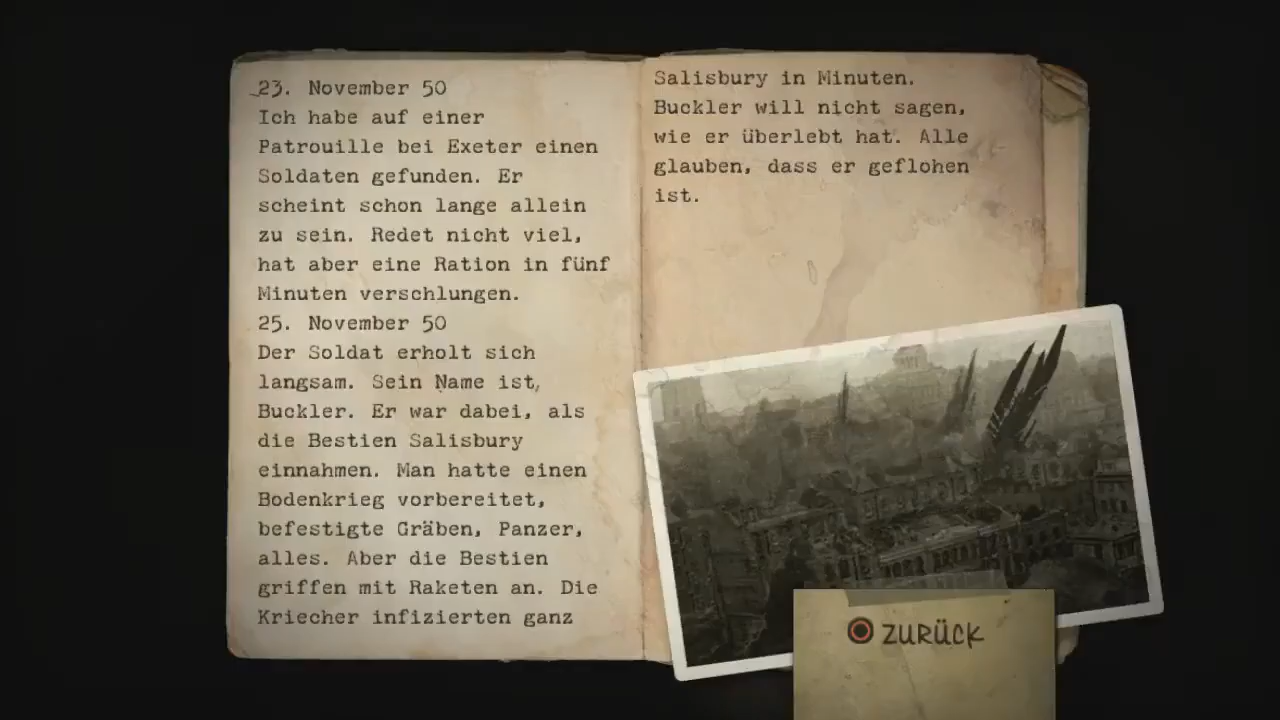 23. November 50
Ich habe auf einer
Patrouille bei Exeter einen
Soldaten gefunden. Er
scheint schon lange allein
zu sein. Redet nicht viel,
hat aber eine Ration in fünf
Minuten verschlungen.
25. November 50
Der Soldat erholt sich
langsam. Sein Name ist
Buckler. Er war dabei, als
die Bestien Salisbury
einnahmen. Man hatte einen
Bodenkrieg vorbereitet,
befestigte Gräben, Panzer,
alles. Aber die Bestien
griffen mit Raketen an. Die
Kriecher infizierten ganz
Salisbury in Minuten.
Buckler will nicht sagen,
wie er überlebt hat. Alle
glauben, dass er geflohen
ist.
ZURÜCK